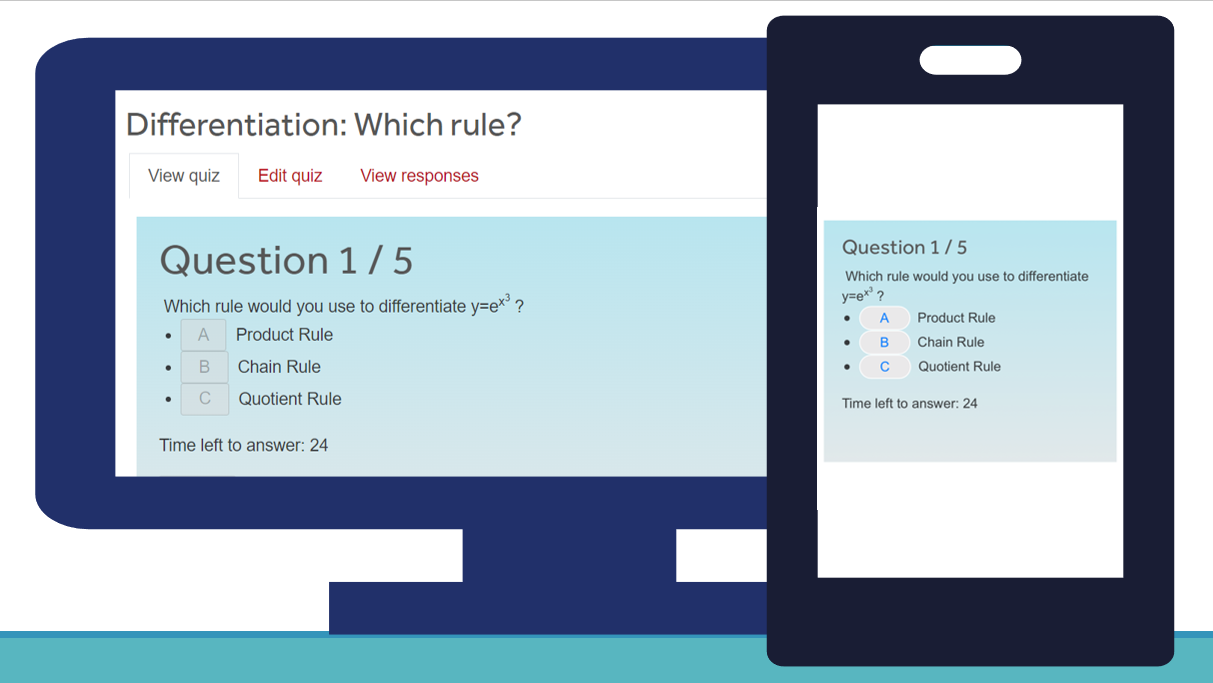 Differentiation: Which rule?
View quiz Edit quiz View responses
Question 1 / 5
Which rule would you use to differentiate y=eˣ³ ?
• A Product Rule
• B Chain Rule
• C Quotient Rule
Time left to answer: 24
Question 1 / 5
Which rule would you use to differentiate
y=eˣ³ ?
• A Product Rule
• B Chain Rule
• C Quotient Rule
Time left to answer: 24